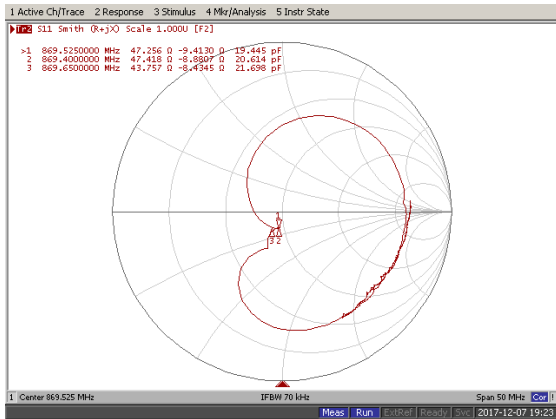 1 Active Ch/Trace 2 Response 3 Stimulus 4 Mkr/Analysis 5 Instr State
Tr2 S11 Smith (R+jX) Scale 1.000U [F2]
>1 869.5250000 MHz 47.256 Ω -9.4130 Ω 19.445 pF
2 869.4000000 MHz 47.418 Ω -8.8807 Ω 20.614 pF
3 869.6500000 MHz 43.757 Ω -8.4345 Ω 21.698 pF
1
3 2
1 Center 869.525 MHz IFBW 70 kHz Span 50 MHz Cor
Meas Run ExtRef Ready Svc 2017-12-07 19:23